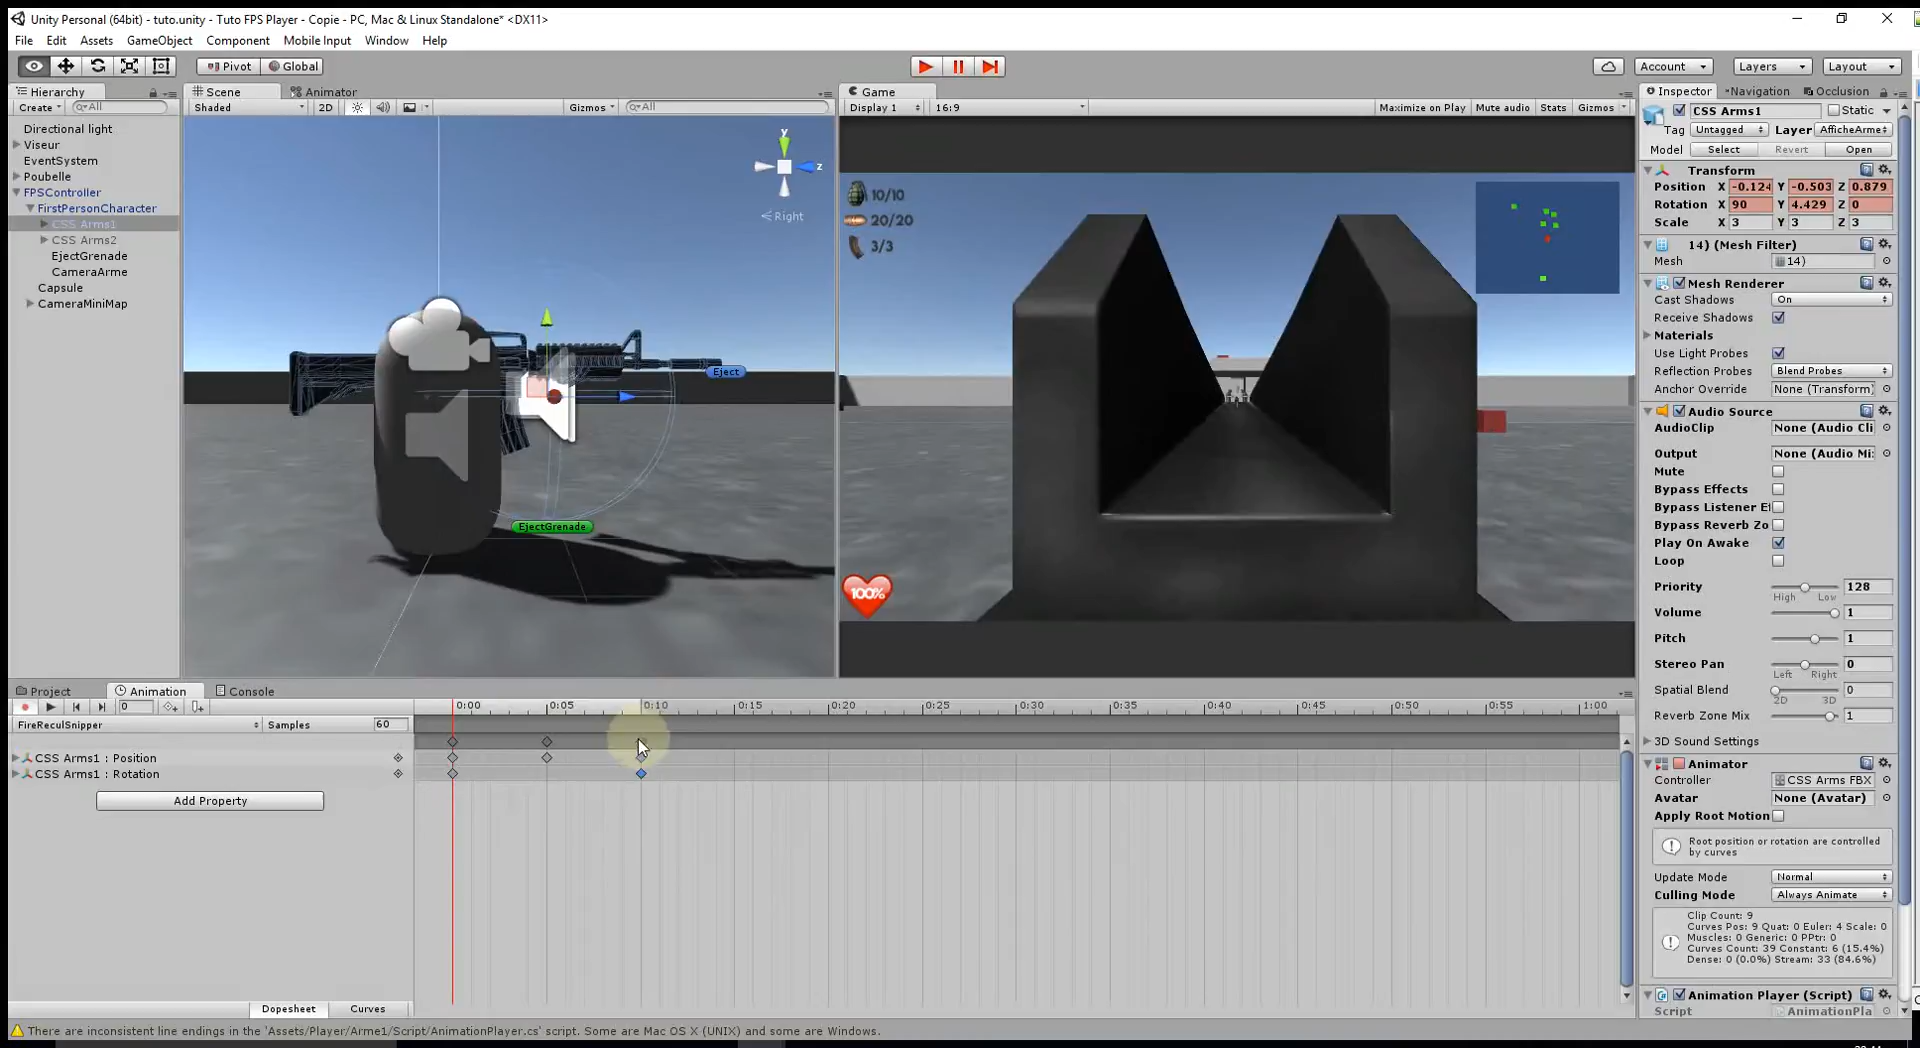 Unity Personal (64bit) - tuto.unity - Tuto FPS Player - Copie - PC, Mac & Linux Standalone* <DX11>
File Edit Assets GameObject Component Mobile Input Window Help
Pivot Global Account Layers Layout
Hierarchy Scene Animator Game Inspector Navigation Occlusion
Create All Shaded 2D Gizmos All Display 1 16:9 Maximize on Play Mute audio Stats Gizmos
CSS Arms1 Static
Tag Untagged Layer AfficheArme
Model Select Revert Open
Directional light
Viseur
EventSystem
Poubelle
FPSController
FirstPersonCharacter
CSS Arms1
CSS Arms2
EjectGrenade
CameraArme
Capsule
CameraMiniMap
y
z
Right
Eject
EjectGrenade
10/10
20/20
3/3
100%
Transform
Position X -0.124 Y -0.503 Z 0.879
Rotation X 90 Y 4.429 Z 0
Scale X 3 Y 3 Z 3
14) (Mesh Filter)
Mesh 14)
Mesh Renderer
Cast Shadows On
Receive Shadows
Materials
Use Light Probes
Reflection Probes Blend Probes
Anchor Override None (Transform)
Audio Source
AudioClip None (Audio Cli
Output None (Audio Mi
Mute
Bypass Effects
Bypass Listener Ef
Bypass Reverb Zo
Play On Awake
Loop
Priority 128
High Low
Volume 1
Pitch 1
Stereo Pan 0
Left Right
Spatial Blend 0
2D 3D
Reverb Zone Mix 1
3D Sound Settings
Animator
Controller CSS Arms FBX
Avatar None (Avatar)
Apply Root Motion
Root position or rotation are controlled
by curves
Update Mode Normal
Culling Mode Always Animate
Clip Count: 9
Curves Pos: 9 Quat: 0 Euler: 4 Scale: 0
Muscles: 0 Generic: 0 PPtr: 0
Curves Count: 39 Constant: 6 (15.4%)
Dense: 0 (0.0%) Stream: 33 (84.6%)
Animation Player (Script)
Script AnimationPla
Project Animation Console
0 0:00 0:05 0:10 0:15 0:20 0:25 0:30 0:35 0:40 0:45 0:50 0:55 1:00
FireReculSnipper Samples 60
CSS Arms1 : Position
CSS Arms1 : Rotation
Add Property
Dopesheet Curves
There are inconsistent line endings in the 'Assets/Player/Arme1/Script/AnimationPlayer.cs' script. Some are Mac OS X (UNIX) and some are Windows.